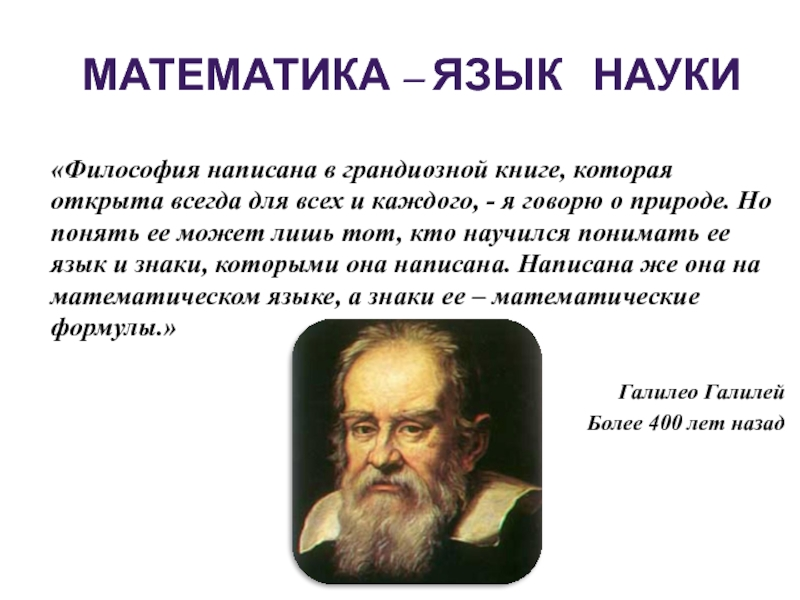 МАТЕМАТИКА – ЯЗЫК НАУКИ
«Философия написана в грандиозной книге, которая
открыта всегда для всех и каждого, - я говорю о природе. Но
понять ее может лишь тот, кто научился понимать ее
язык и знаки, которыми она написана. Написана же она на
математическом языке, а знаки ее – математические
формулы.»
Галилео Галилей
Более 400 лет назад